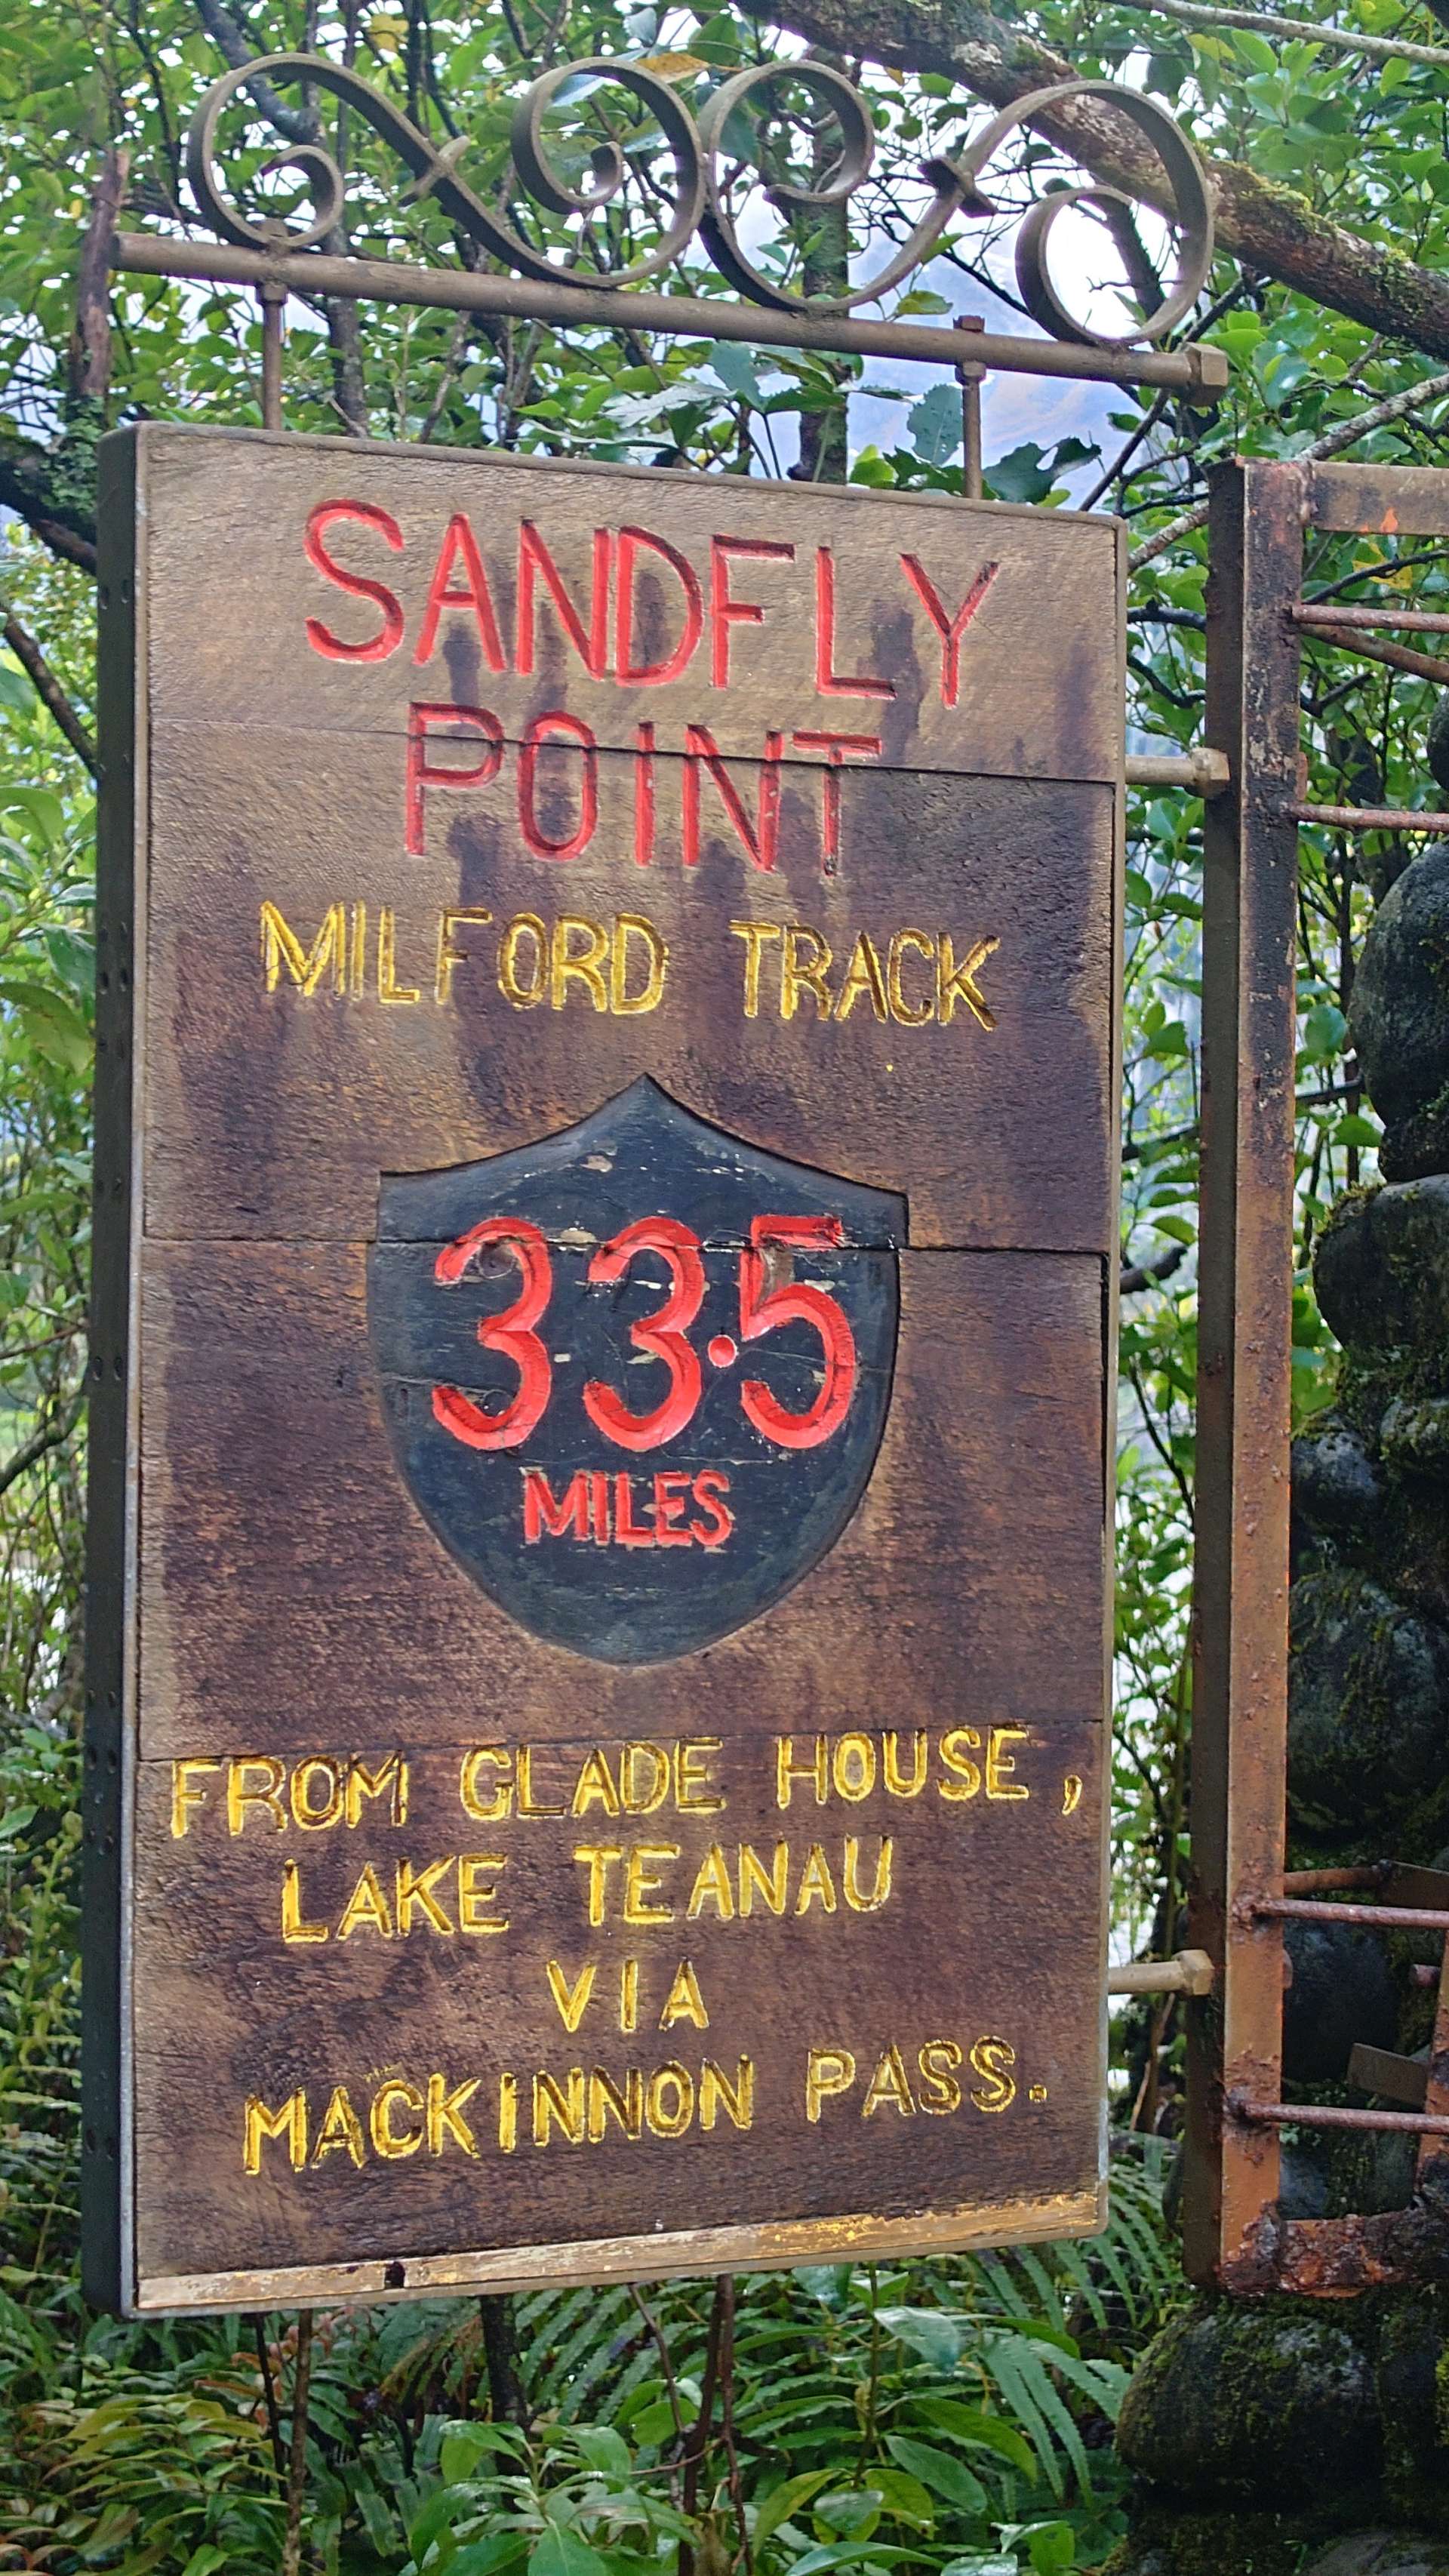 SANDFLY
POINT
MILFORD TRACK
33·5
MILES
FROM GLADE HOUSE,
LAKE TEANAU
VIA
MACKINNON PASS.